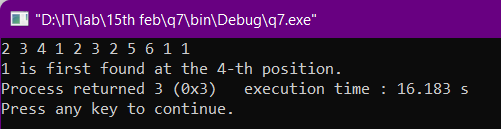 "D:\IT\lab\15th feb\q7\bin\Debug\q7.exe"
2 3 4 1 2 3 2 5 6 1 1
1 is first found at the 4-th position.
Process returned 3 (0x3)   execution time : 16.183 s
Press any key to continue.